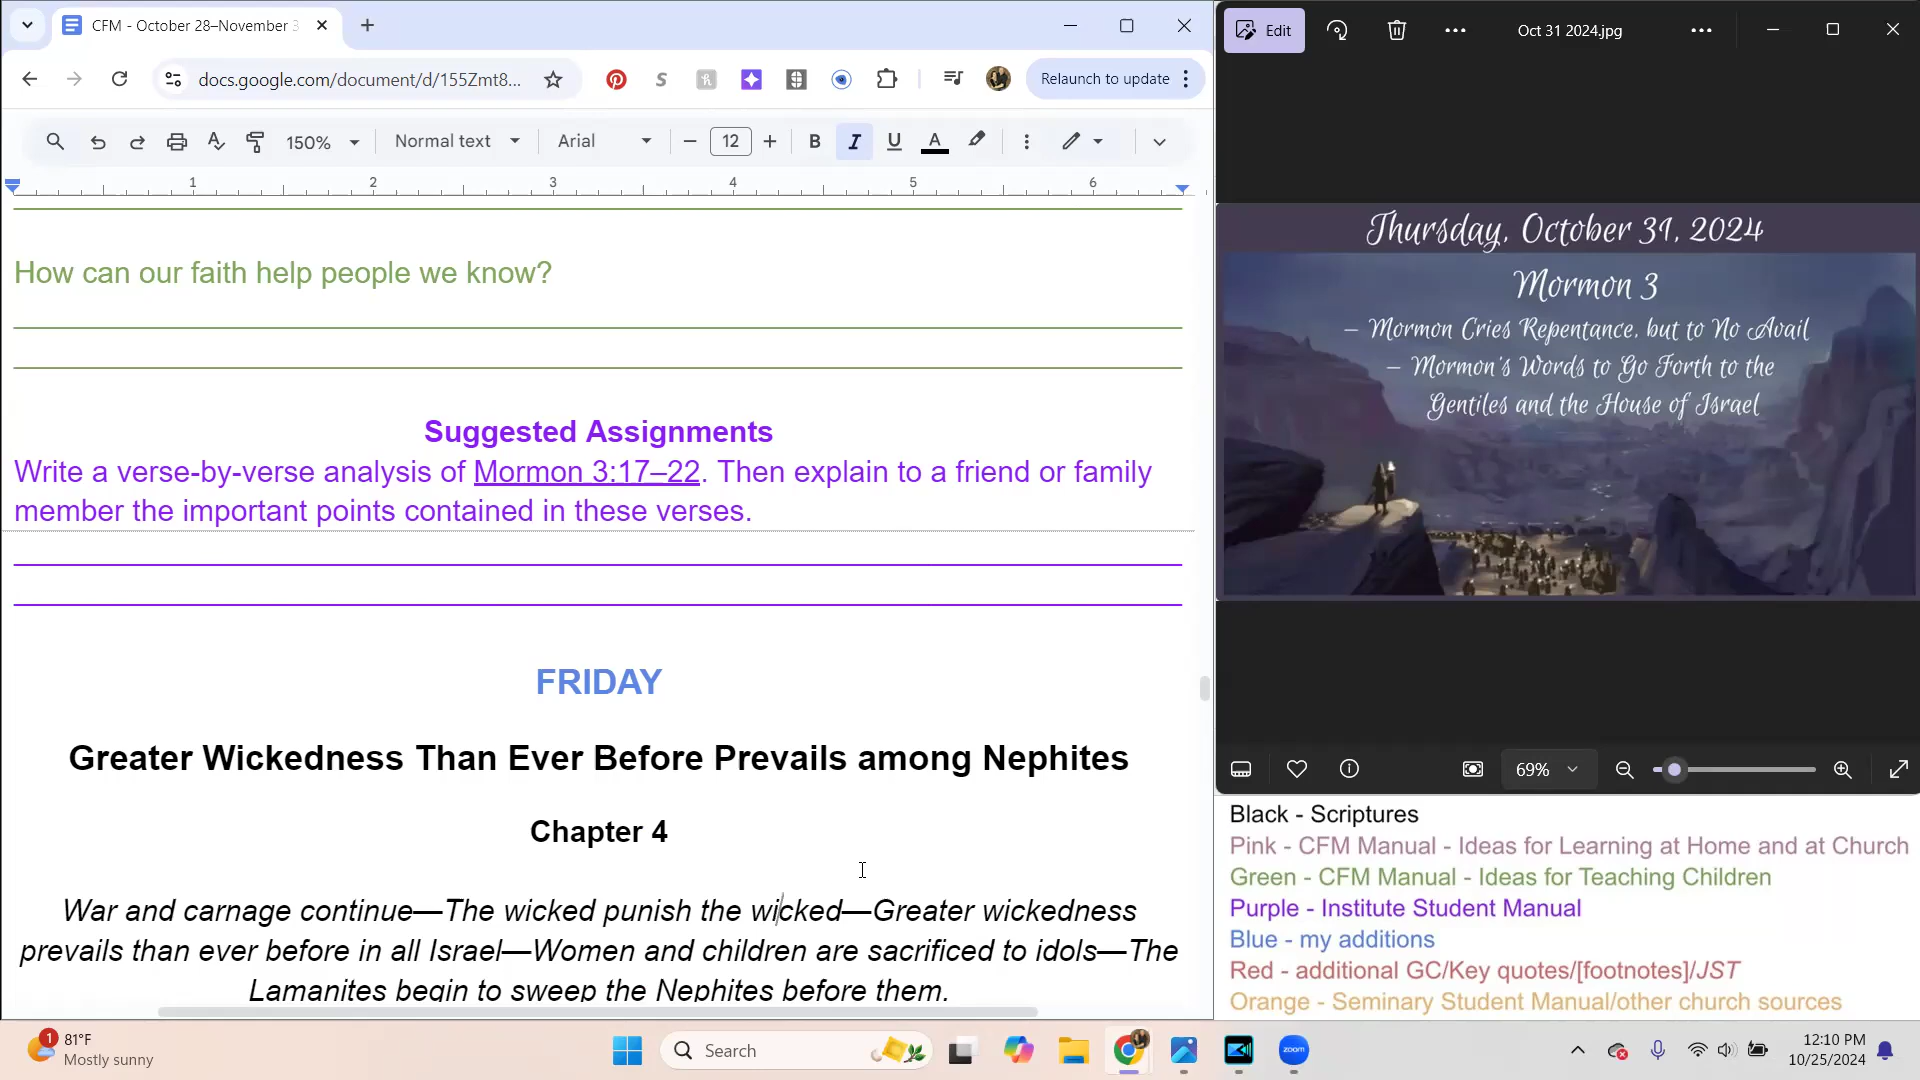 CFM - October 28–November 3
docs.google.com/document/d/155Zmt8...
Relaunch to update
150%
Normal text
Arial
12
B
I
U
A
1
2
3
4
5
6
How can our faith help people we know?
Suggested Assignments
Write a verse-by-verse analysis of Mormon 3:17–22. Then explain to a friend or family
member the important points contained in these verses.
FRIDAY
Greater Wickedness Than Ever Before Prevails among Nephites
Chapter 4
War and carnage continue—The wicked punish the wicked—Greater wickedness
prevails than ever before in all Israel—Women and children are sacrificed to idols—The
Lamanites begin to sweep the Nephites before them.
Edit
Oct 31 2024.jpg
Thursday, October 31, 2024
Mormon 3
– Mormon Cries Repentance, but to No Avail
– Mormon's Words to Go Forth to the
Gentiles and the House of Israel
69%
Black - Scriptures
Pink - CFM Manual - Ideas for Learning at Home and at Church
Green - CFM Manual - Ideas for Teaching Children
Purple - Institute Student Manual
Blue - my additions
Red - additional GC/Key quotes/[footnotes]/JST
Orange - Seminary Student Manual/other church sources
1
81°F
Mostly sunny
Search
zoom
12:10 PM
10/25/2024